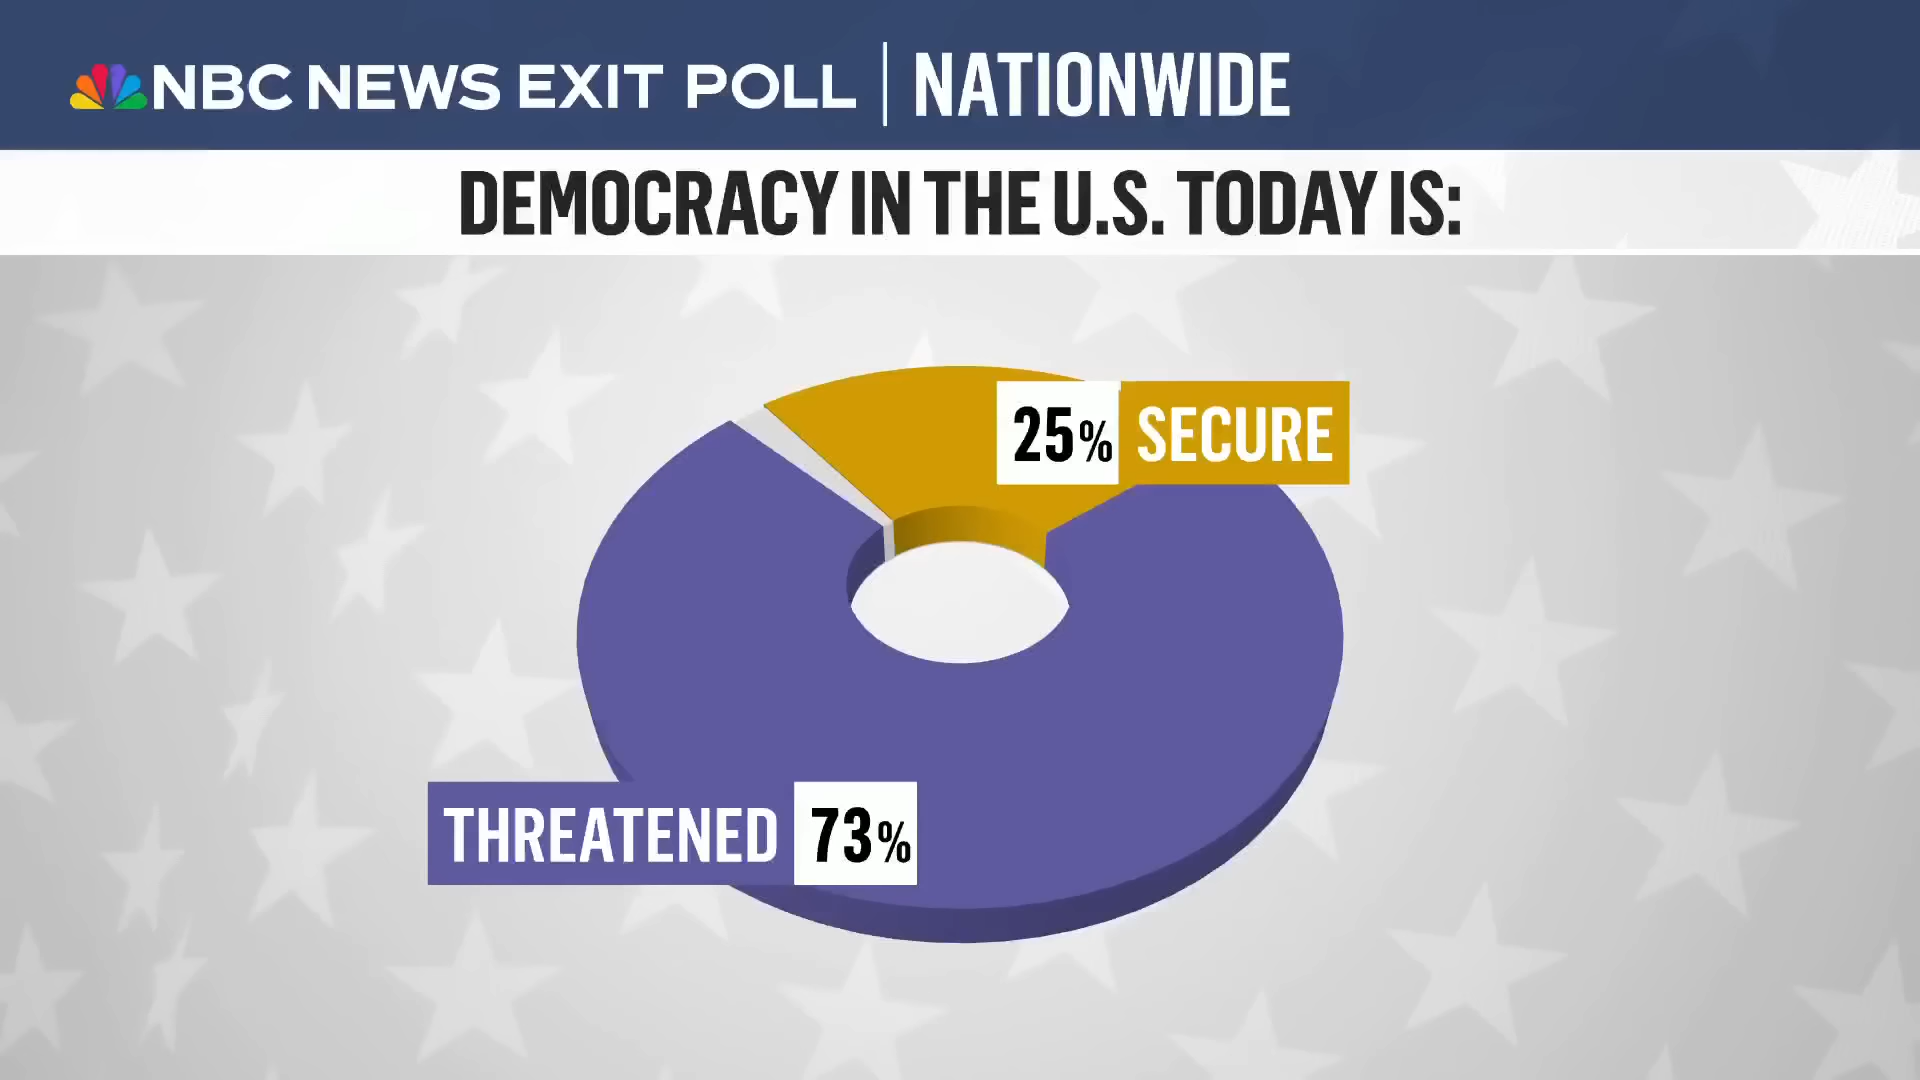 NBC NEWS EXIT POLL | NATIONWIDE
DEMOCRACY IN THE U.S. TODAY IS:
25% SECURE
THREATENED 73%